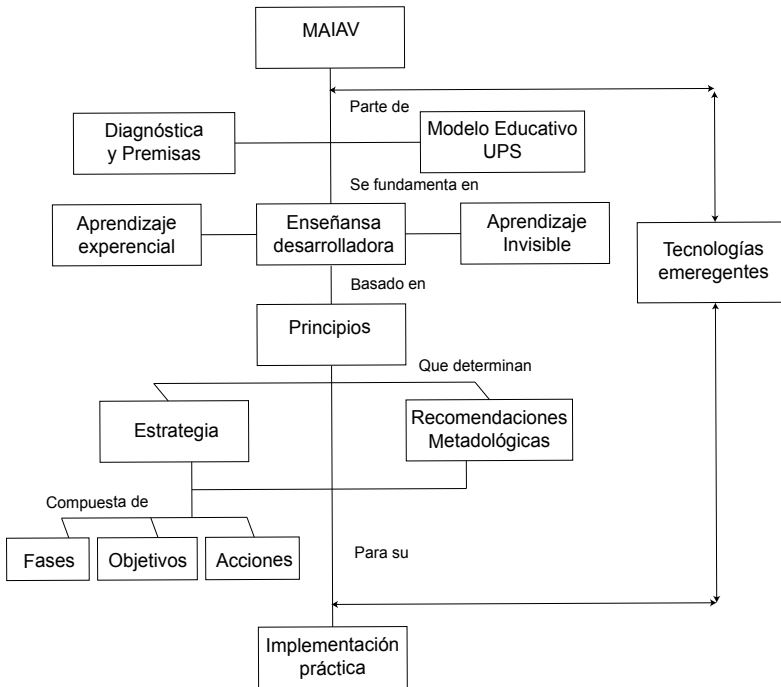 MAIAV
Parte de
Diagnóstica
y Premisas
Modelo Educativo
UPS
Se fundamenta en
Aprendizaje
experencial
Enseñansa
desarrolladora
Aprendizaje
Invisible
Tecnologías
emeregentes
Basado en
Principios
Que determinan
Estrategia
Recomendaciones
Metadológicas
Compuesta de
Fases
Objetivos
Acciones
Para su
Implementación
práctica